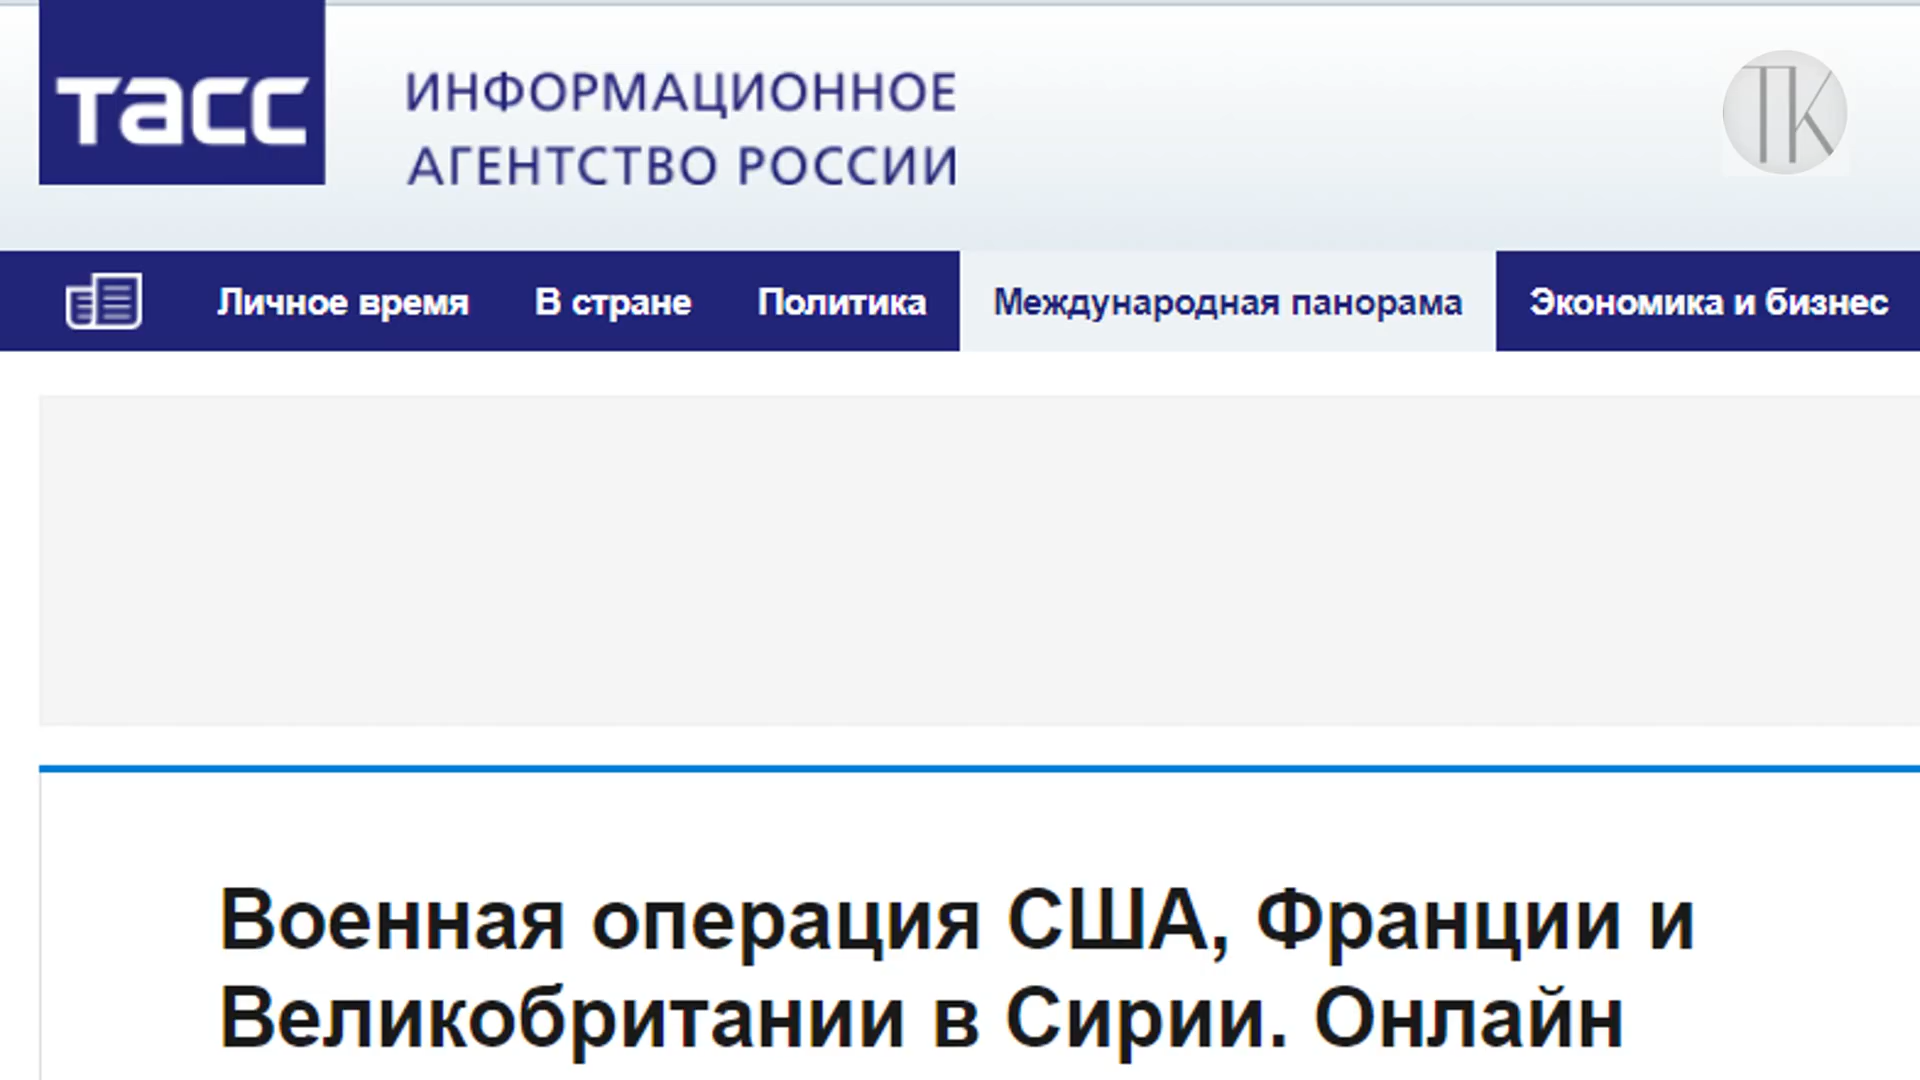 тасс
ИНФОРМАЦИОННОЕ
АГЕНТСТВО РОССИИ
ТК
Личное время В стране Политика Международная панорама Экономика и бизнес
Военная операция США, Франции и
Великобритании в Сирии. Онлайн